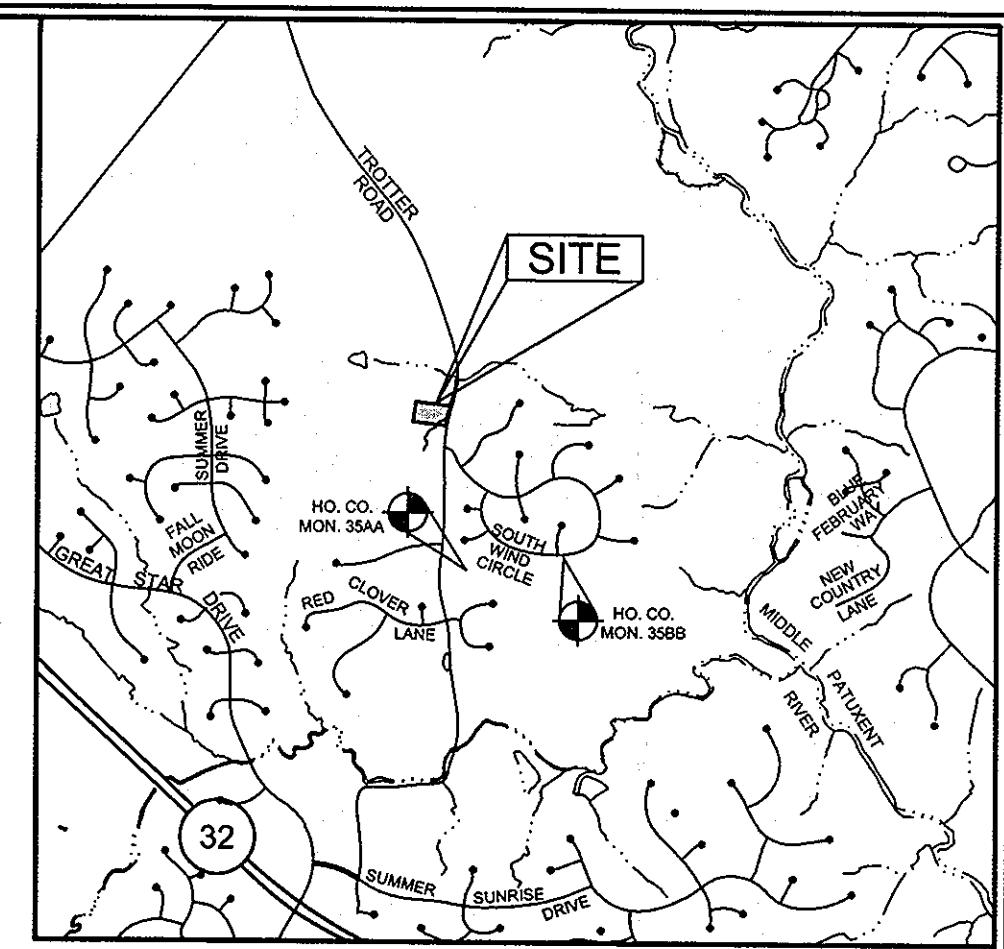 TROTTER
ROAD
SITE
SUMMER
DRIVE
FALL
MOON
RIDE
GREAT STAR
DRIVE
HO. CO.
MON. 35AA
SOUTH
WIND
CIRCLE
RED CLOVER
LANE
HO. CO.
MON. 35BB
BLUE
FEBRUARY
WAY
NEW
COUNTRY
LANE
MIDDLE
PATUXENT
RIVER
32
SUMMER SUNRISE
DRIVE